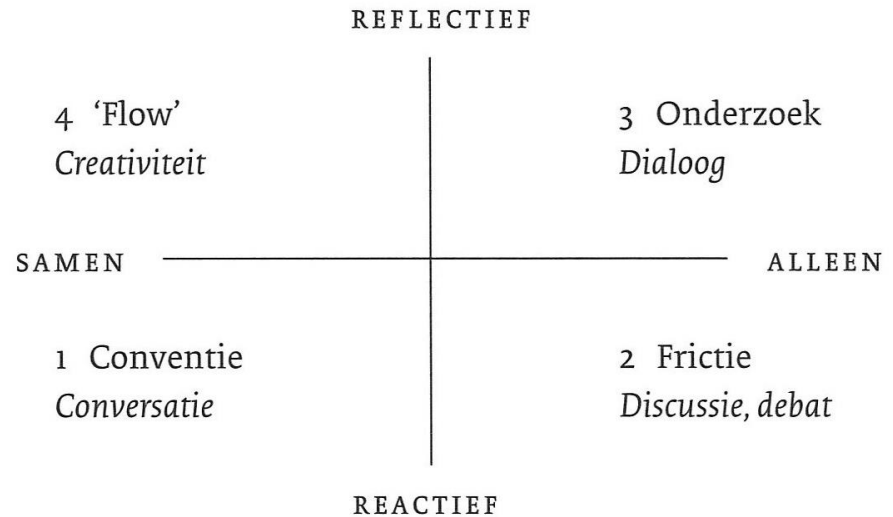 REFLECTIEF
4 ‘Flow’
Creativiteit
3 Onderzoek
Dialoog
SAMEN
ALLEEN
1 Conventie
Conversatie
2 Frictie
Discussie, debat
REACTIEF